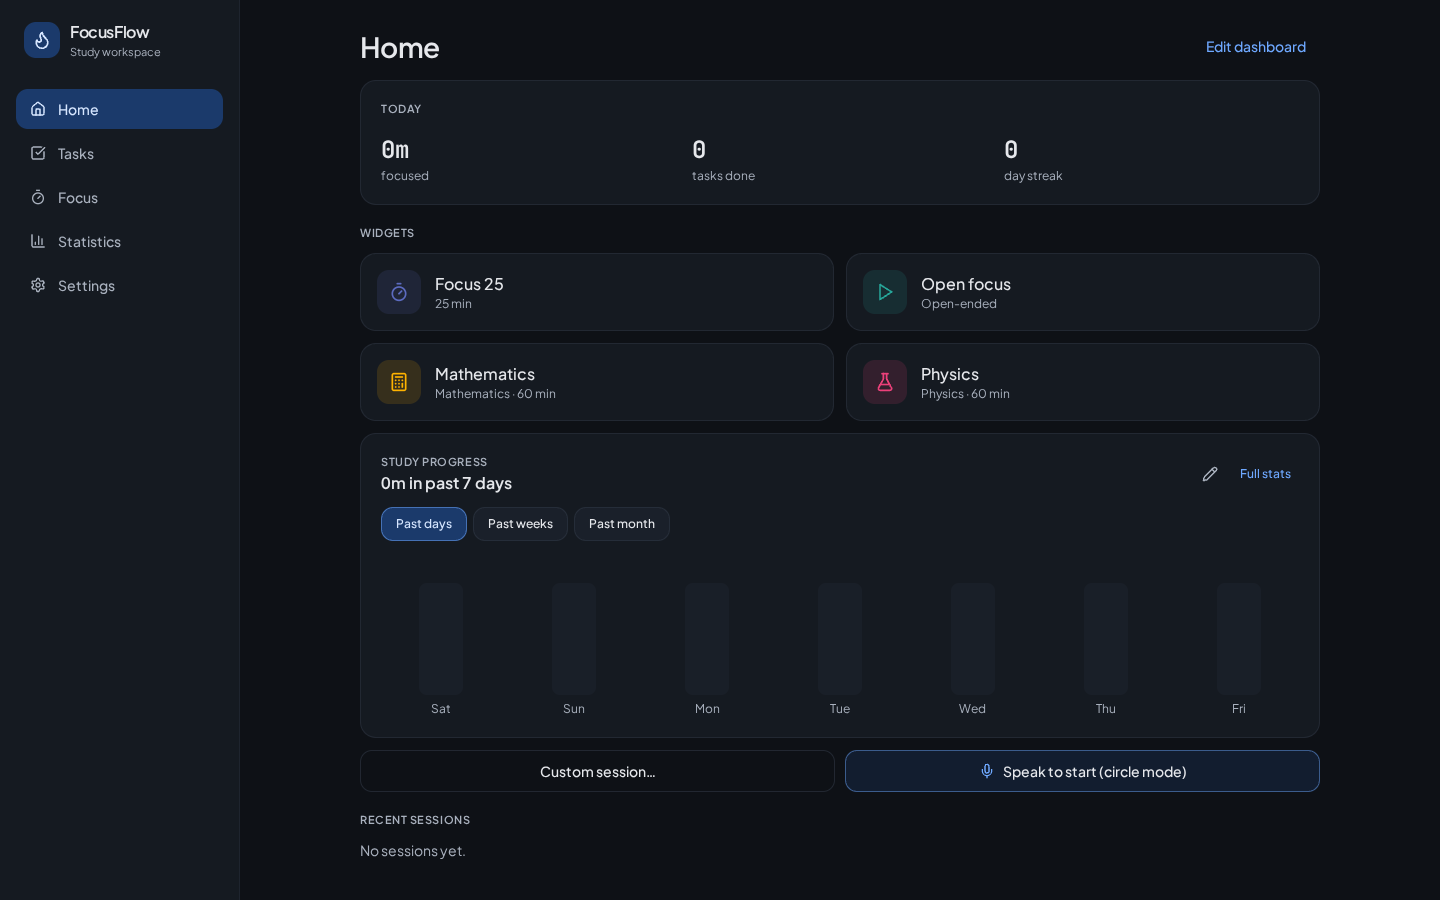 FocusFlow
Study workspace
Home
Tasks
Focus
Statistics
Settings
Home
Edit dashboard
TODAY
0m
focused
0
tasks done
0
day streak
WIDGETS
Focus 25
25 min
Open focus
Open-ended
Mathematics
Mathematics · 60 min
Physics
Physics · 60 min
STUDY PROGRESS
0m in past 7 days
Full stats
Past days
Past weeks
Past month
Sat
Sun
Mon
Tue
Wed
Thu
Fri
Custom session...
Speak to start (circle mode)
RECENT SESSIONS
No sessions yet.